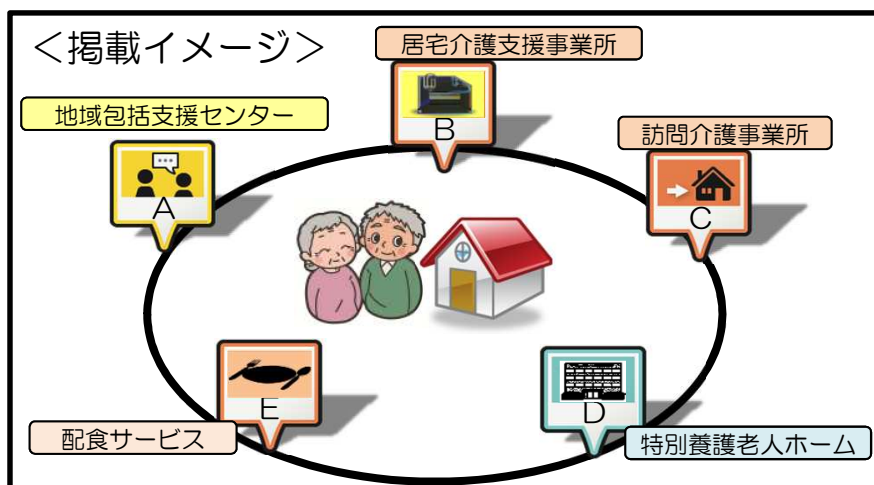 <掲載イメージ>
居宅介護支援事業所
B
地域包括支援センター
A
訪問介護事業所
C
E
配食サービス
D
特別養護老人ホーム